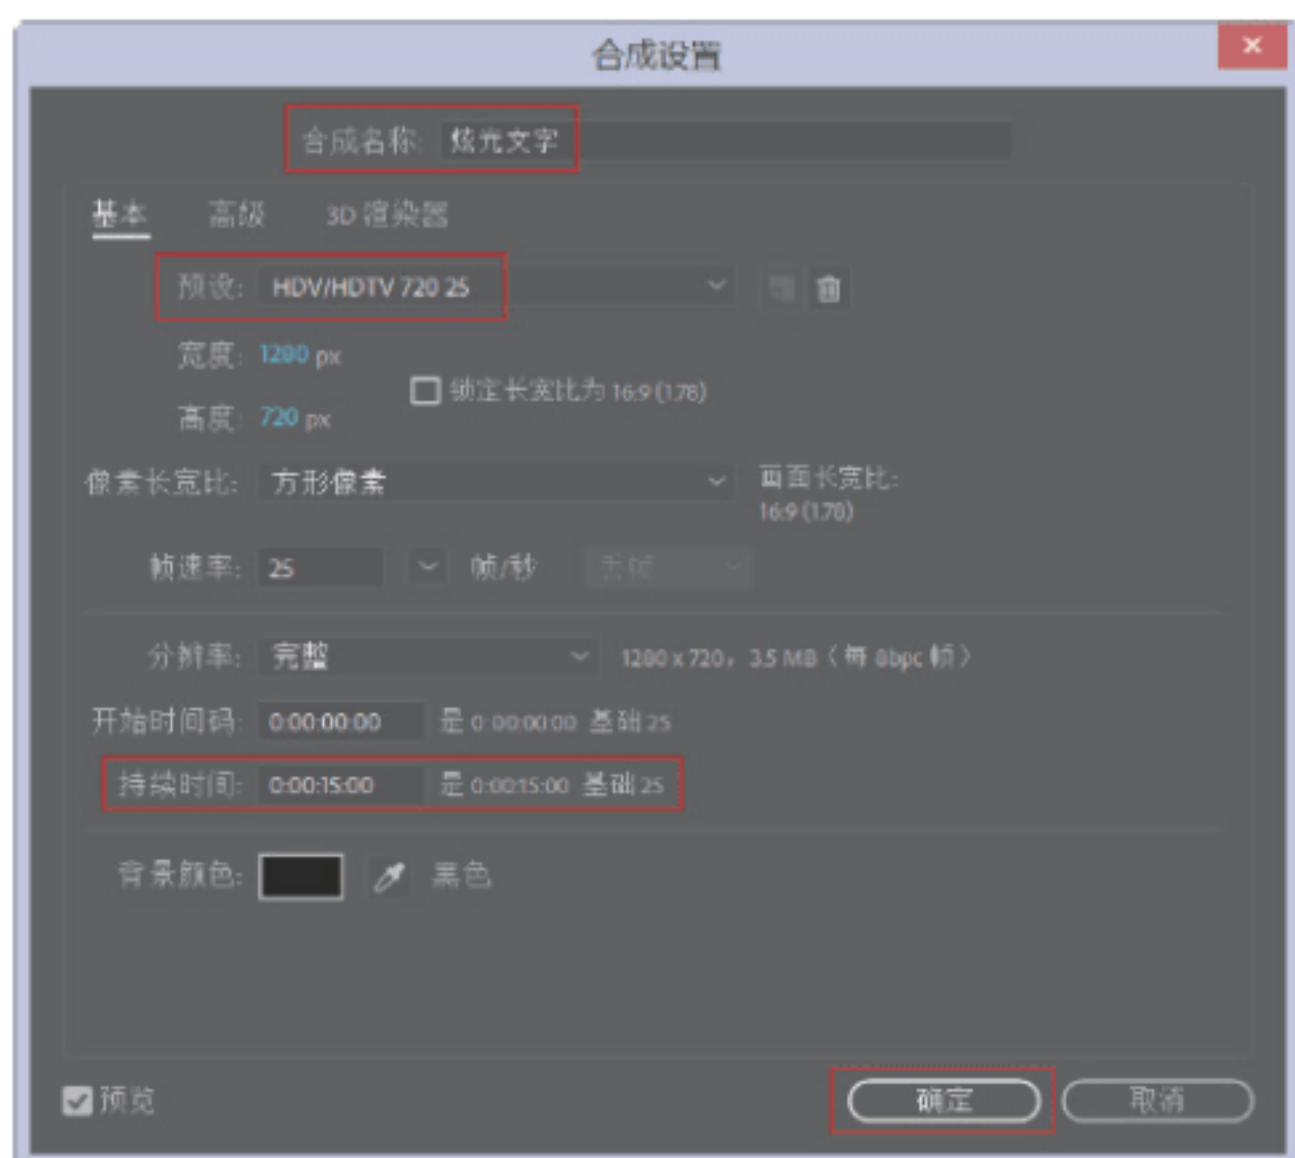 合成设置
合成名称: 炫光文字
基本 高级 3D 渲染器
预设: HDV/HDTV 720 25
宽度: 1280 px
锁定长宽比为 16:9 (1.78)
高度: 720 px
像素长宽比: 方形像素 画面长宽比:
16:9 (1.78)
帧速率: 25 帧/秒 丢帧
分辨率: 完整 1280 x 720，3.5 MB（每 8bpc 帧）
开始时间码: 0:00:00:00 是 0:00:00:00 基础 25
持续时间: 0:00:15:00 是 0:00:15:00 基础 25
背景颜色: 黑色
预览 确定 取消